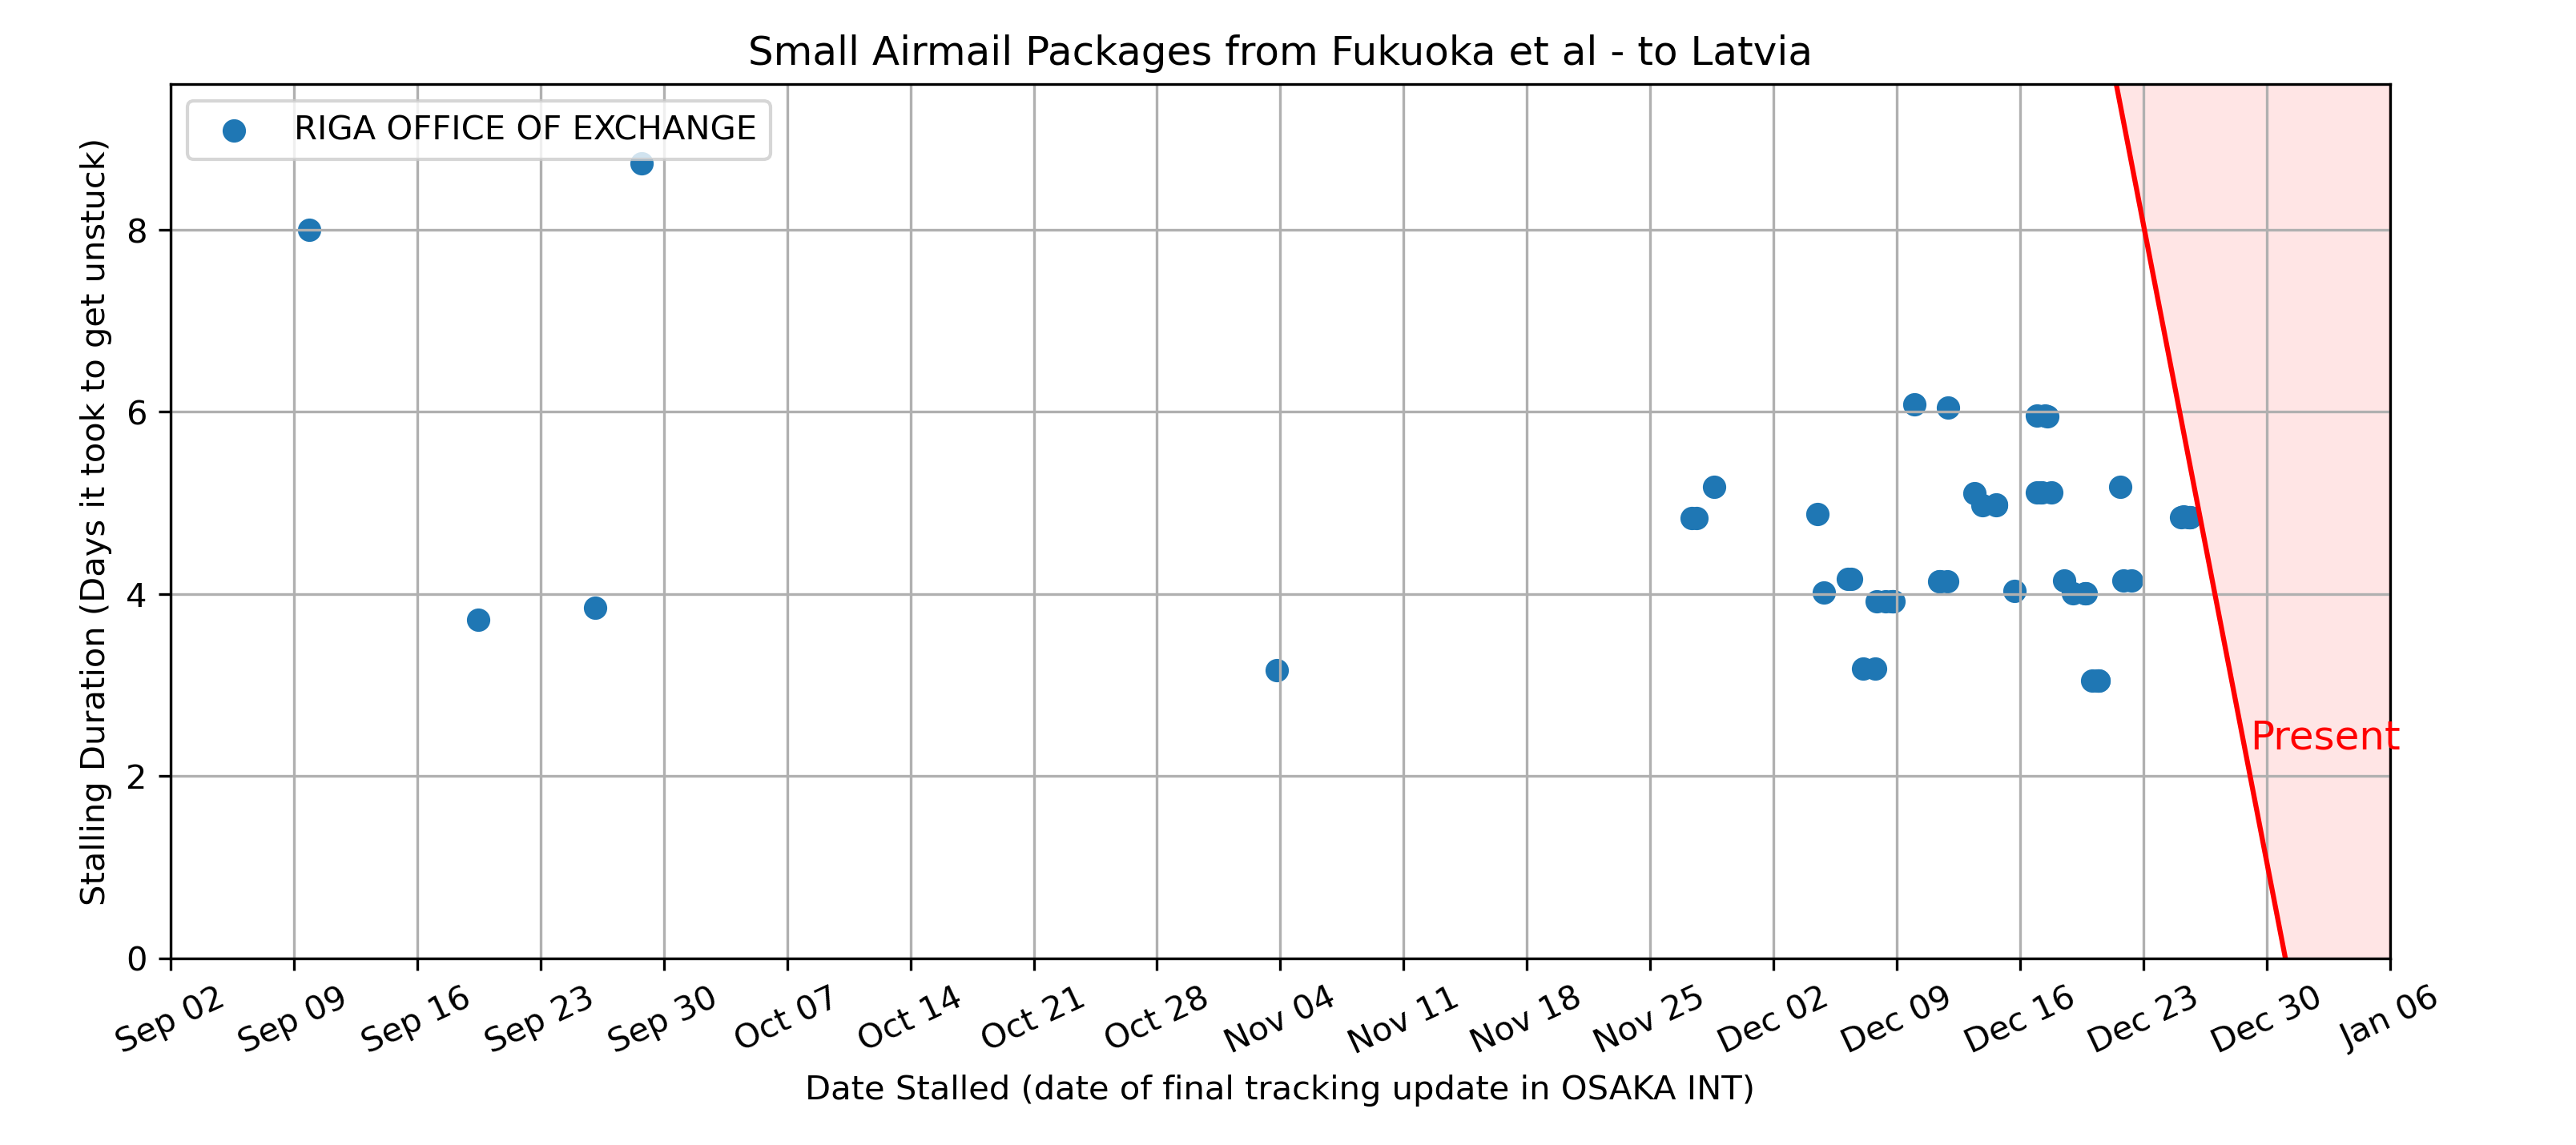 Small Airmail Packages from Fukuoka et al - to Latvia
RIGA OFFICE OF EXCHANGE
Stalling Duration (Days it took to get unstuck)
8
6
4
2
0
Present
Sep 02
Sep 09
Sep 16
Sep 23
Sep 30
Oct 07
Oct 14
Oct 21
Oct 28
Nov 04
Nov 11
Nov 18
Nov 25
Dec 02
Dec 09
Dec 16
Dec 23
Dec 30
Jan 06
Date Stalled (date of final tracking update in OSAKA INT)